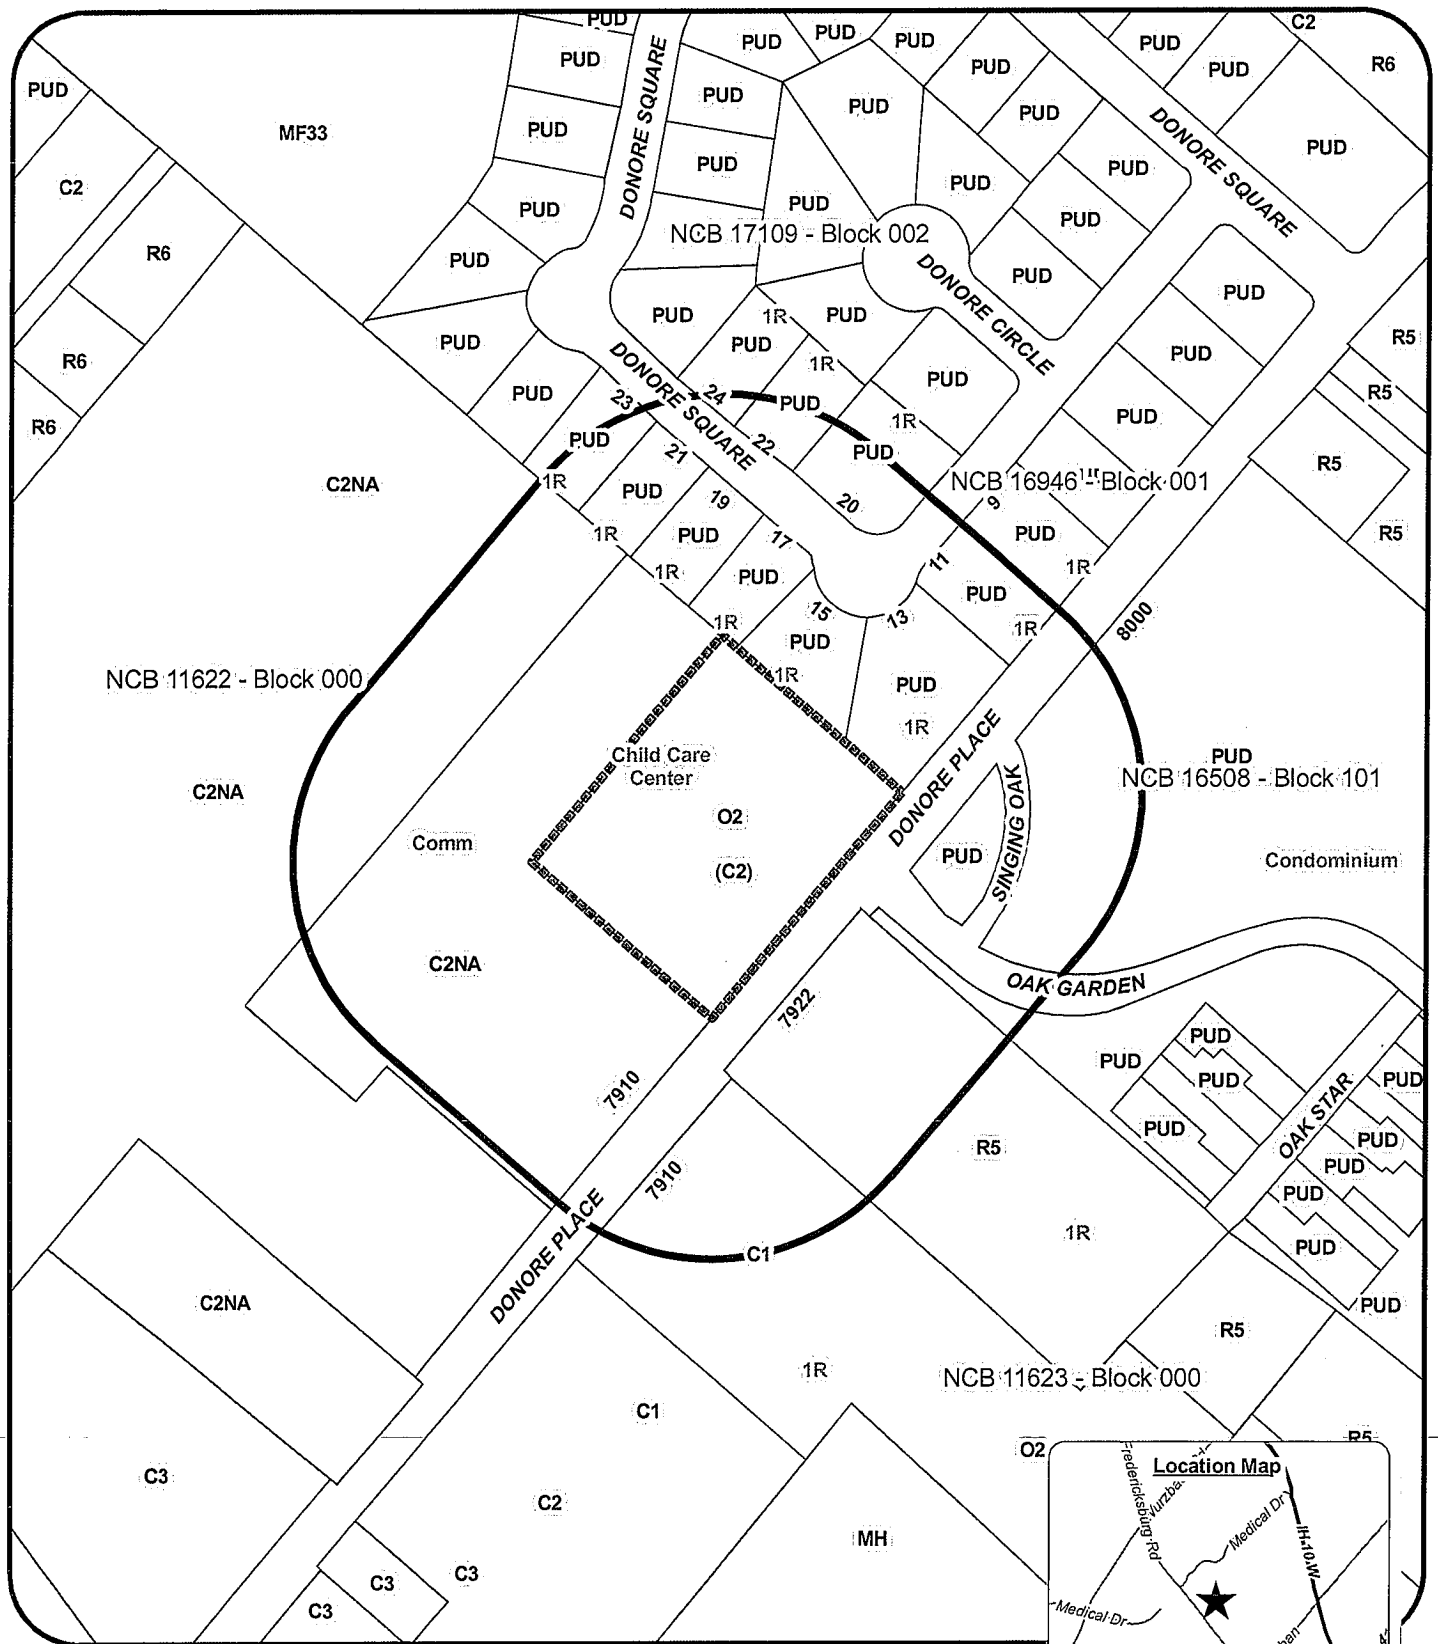 PUD
C2
PUD
DONORE SQUARE
PUD
PUD
PUD
PUD
PUD
R6
PUD
PUD
PUD
MF33
PUD
PUD
PUD
PUD
DONORE SQUARE
PUD
C2
PUD
PUD
PUD
PUD
PUD
PUD
NCB 17109 - Block 002
R6
PUD
DONORE CIRCLE
PUD
PUD
PUD
1R
PUD
R5
PUD
PUD
DONORE SQUARE
1R
PUD
R6
PUD
PUD
24
PUD
23
R5
PUD
R6
1R
PUD
22
PUD
21
R5
1R
C2NA
PUD
19
20
NCB 16946 - Block 001
9
1R
PUD
17
PUD
R5
1R
PUD
11
PUD
1R
15
13
8000
1R
PUD
1R
1R
PUD
NCB 11622 - Block 000
1R
DONORE PLACE
Child Care
Center
PUD
NCB 16508 - Block 101
C2NA
SINGING OAK
O2
Comm
PUD
Condominium
(C2)
C2NA
OAK GARDEN
7922
PUD
PUD
7910
PUD
PUD
OAK STAR
PUD
R5
PUD
7910
PUD
PUD
1R
DONORE PLACE
PUD
C1
C2NA
PUD
R5
1R
NCB 11623 - Block 000
C1
R5
O2
C3
C2
MH
C3
C3
C3
Location Map
Fredericksburg Rd
Medical Dr
IH 10 W
Medical Dr